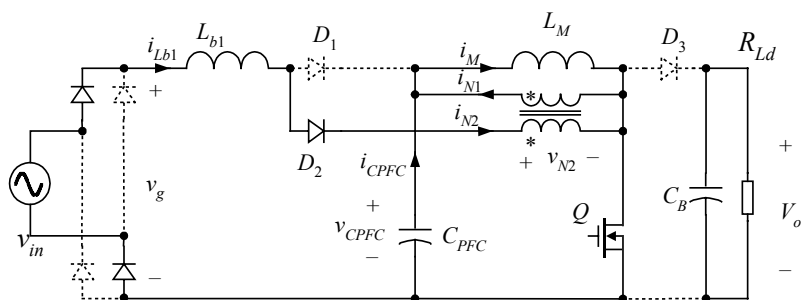 i_Lb1
L_b1
D_1
i_M
L_M
D_3
R_Ld
+
i_N1
*
i_N2
*
D_2
+ v_N2 −
v_g
i_CPFC
+
v_CPFC
−
C_PFC
Q
C_B
+
V_o
−
v_in
−